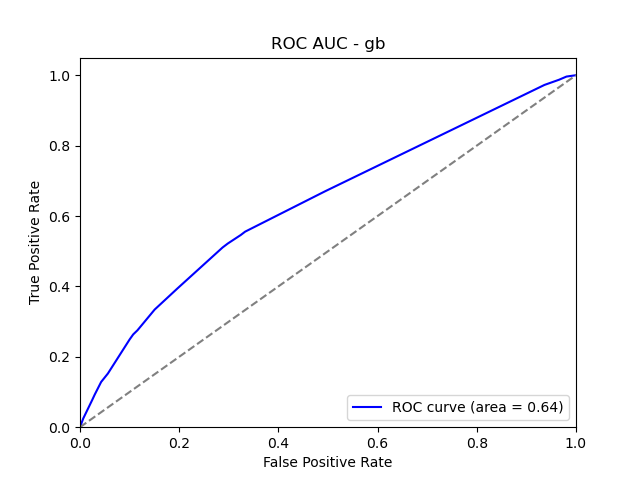 ROC AUC - gb
True Positive Rate
1.0
0.8
0.6
0.4
0.2
0.0
0.0 0.2 0.4 0.6 0.8 1.0
False Positive Rate
ROC curve (area = 0.64)